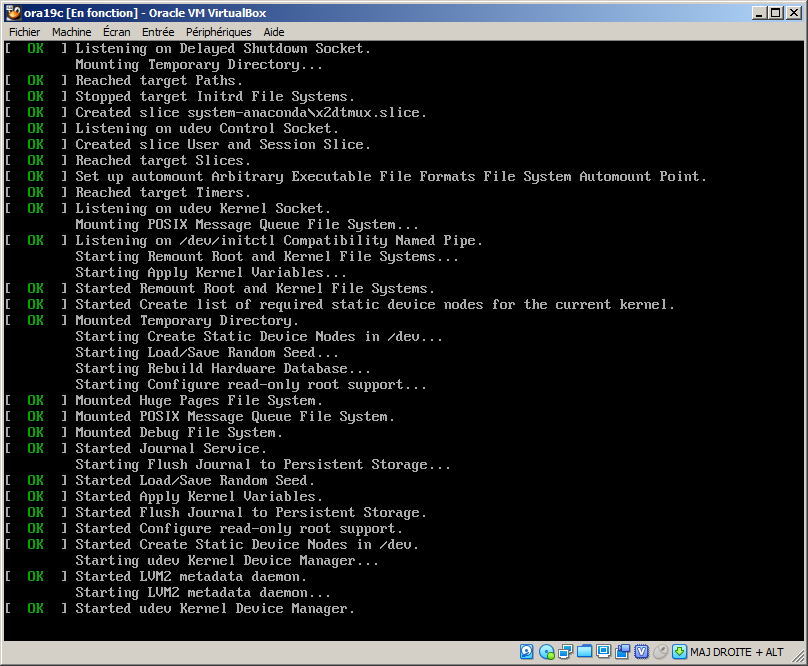 ora19c [En fonction] - Oracle VM VirtualBox
Fichier Machine Écran Entrée Périphériques Aide
[ OK ] Listening on Delayed Shutdown Socket.
Mounting Temporary Directory...
[ OK ] Reached target Paths.
[ OK ] Stopped target Initrd File Systems.
[ OK ] Created slice system-anaconda\x2dtmux.slice.
[ OK ] Listening on udev Control Socket.
[ OK ] Created slice User and Session Slice.
[ OK ] Reached target Slices.
[ OK ] Set up automount Arbitrary Executable File Formats File System Automount Point.
[ OK ] Reached target Timers.
[ OK ] Listening on udev Kernel Socket.
Mounting POSIX Message Queue File System...
[ OK ] Listening on /dev/initctl Compatibility Named Pipe.
Starting Remount Root and Kernel File Systems...
Starting Apply Kernel Variables...
[ OK ] Started Remount Root and Kernel File Systems.
[ OK ] Started Create list of required static device nodes for the current kernel.
[ OK ] Mounted Temporary Directory.
Starting Create Static Device Nodes in /dev...
Starting Load/Save Random Seed...
Starting Rebuild Hardware Database...
Starting Configure read-only root support...
[ OK ] Mounted Huge Pages File System.
[ OK ] Mounted POSIX Message Queue File System.
[ OK ] Mounted Debug File System.
[ OK ] Started Journal Service.
Starting Flush Journal to Persistent Storage...
[ OK ] Started Load/Save Random Seed.
[ OK ] Started Apply Kernel Variables.
[ OK ] Started Flush Journal to Persistent Storage.
[ OK ] Started Configure read-only root support.
[ OK ] Started Create Static Device Nodes in /dev.
Starting udev Kernel Device Manager...
[ OK ] Started LVM2 metadata daemon.
Starting LVM2 metadata daemon...
[ OK ] Started udev Kernel Device Manager.
MAJ DROITE + ALT